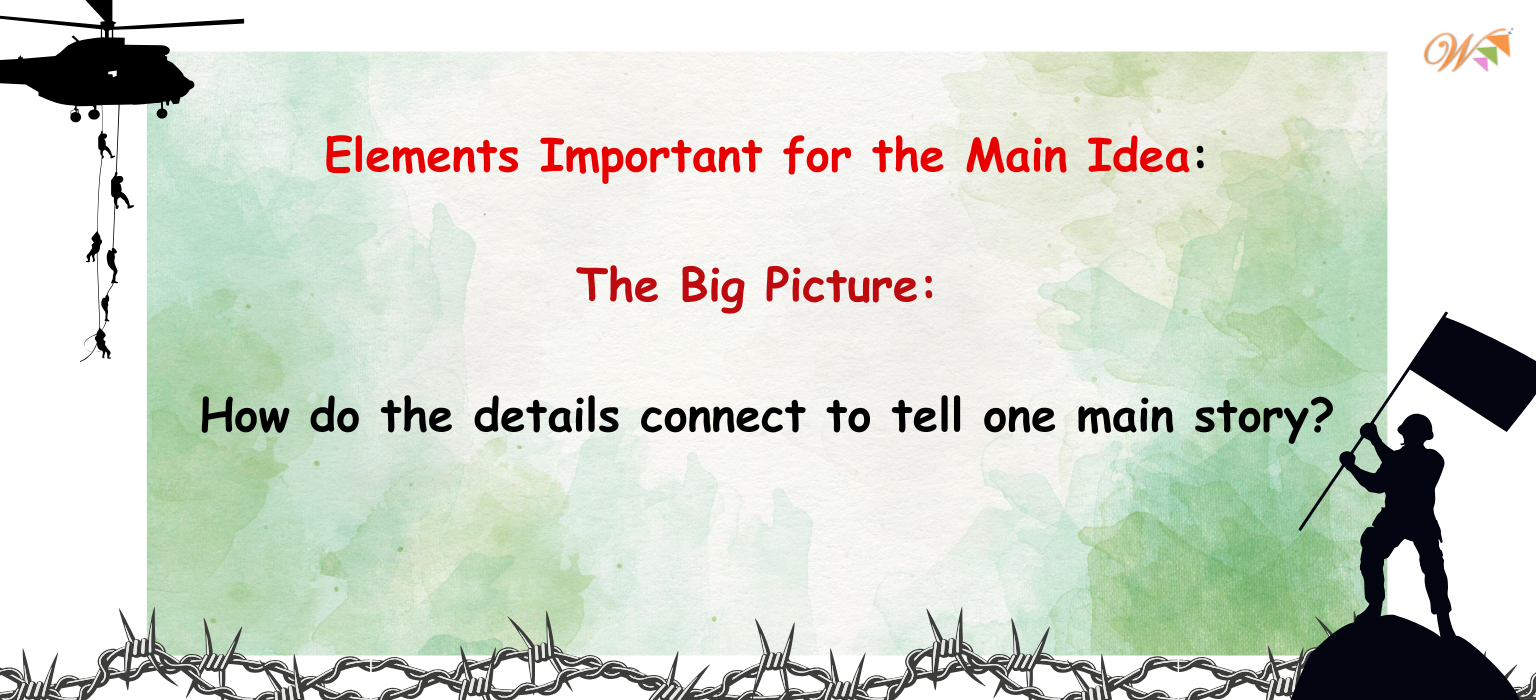 W
Elements Important for the Main Idea:
The Big Picture:
How do the details connect to tell one main story?